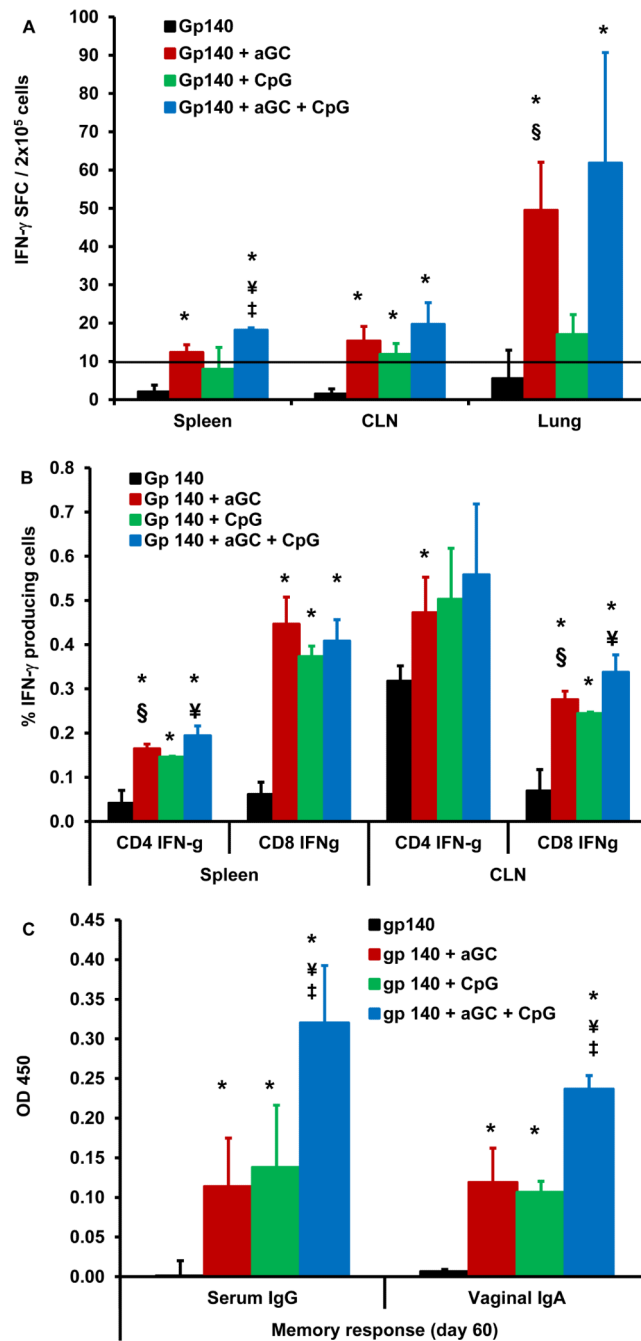 A
Gp140
Gp140 + aGC
Gp140 + CpG
Gp140 + aGC + CpG
IFN-γ SFC / 2x10⁵ cells
100
90
80
70
60
50
40
30
20
10
0
*
*
¥
‡
*
*
*
*
§
*
Spleen CLN Lung
B
Gp 140
Gp 140 + aGC
Gp 140 + CpG
Gp 140 + aGC + CpG
% IFN-γ producing cells
0.8
0.7
0.6
0.5
0.4
0.3
0.2
0.1
0.0
*
§
*
*
¥
*
*
*
*
*
§
*
*
¥
CD4 IFN-g CD8 IFNg CD4 IFN-g CD8 IFNg
Spleen CLN
C
gp140
gp 140 + aGC
gp 140 + CpG
gp 140 + aGC + CpG
OD 450
0.45
0.40
0.35
0.30
0.25
0.20
0.15
0.10
0.05
0.00
*
*
*
¥
‡
*
*
*
¥
‡
Serum IgG Vaginal IgA
Memory response (day 60)